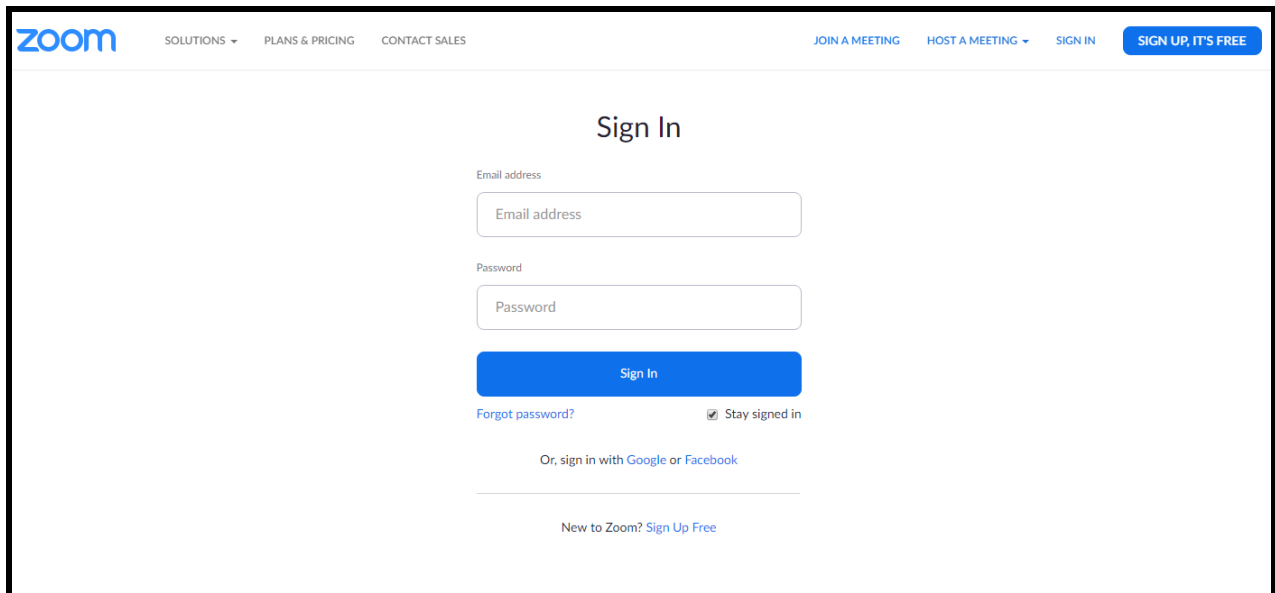 zoom SOLUTIONS PLANS & PRICING CONTACT SALES JOIN A MEETING HOST A MEETING SIGN IN SIGN UP, IT'S FREE
Sign In
Email address
Email address
Password
Password
Sign In
Forgot password? Stay signed in
Or, sign in with Google or Facebook
New to Zoom? Sign Up Free